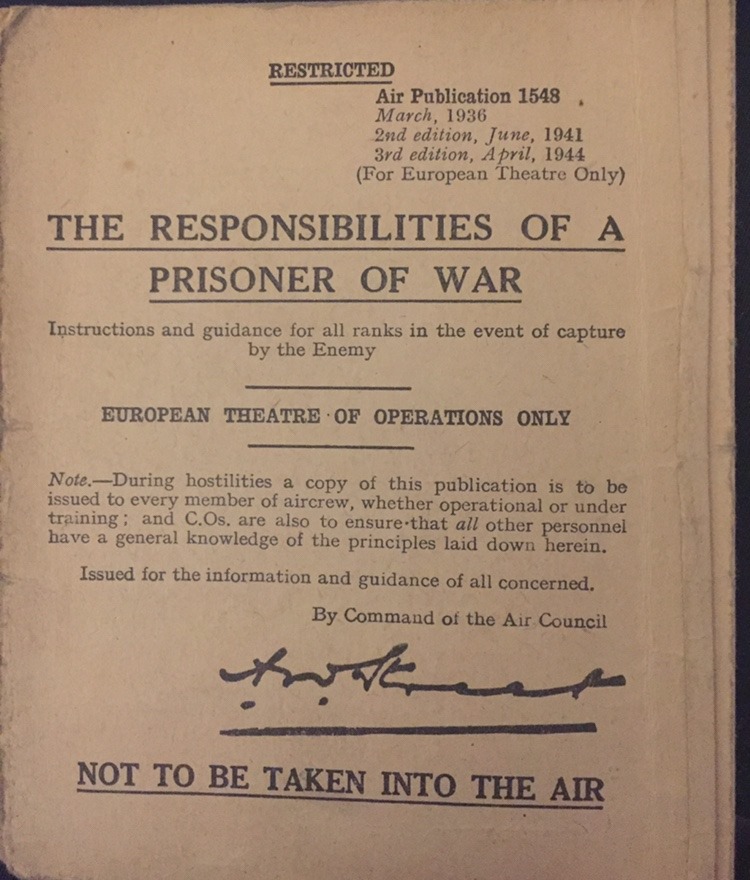 RESTRICTED
Air Publication 1548
March, 1936
2nd edition, June, 1941
3rd edition, April, 1944
(For European Theatre Only)
THE RESPONSIBILITIES OF A
PRISONER OF WAR
Instructions and guidance for all ranks in the event of capture
by the Enemy
EUROPEAN THEATRE OF OPERATIONS ONLY
Note.—During hostilities a copy of this publication is to be
issued to every member of aircrew, whether operational or under
training; and C.Os. are also to ensure that all other personnel
have a general knowledge of the principles laid down herein.
Issued for the information and guidance of all concerned.
By Command of the Air Council
NOT TO BE TAKEN INTO THE AIR